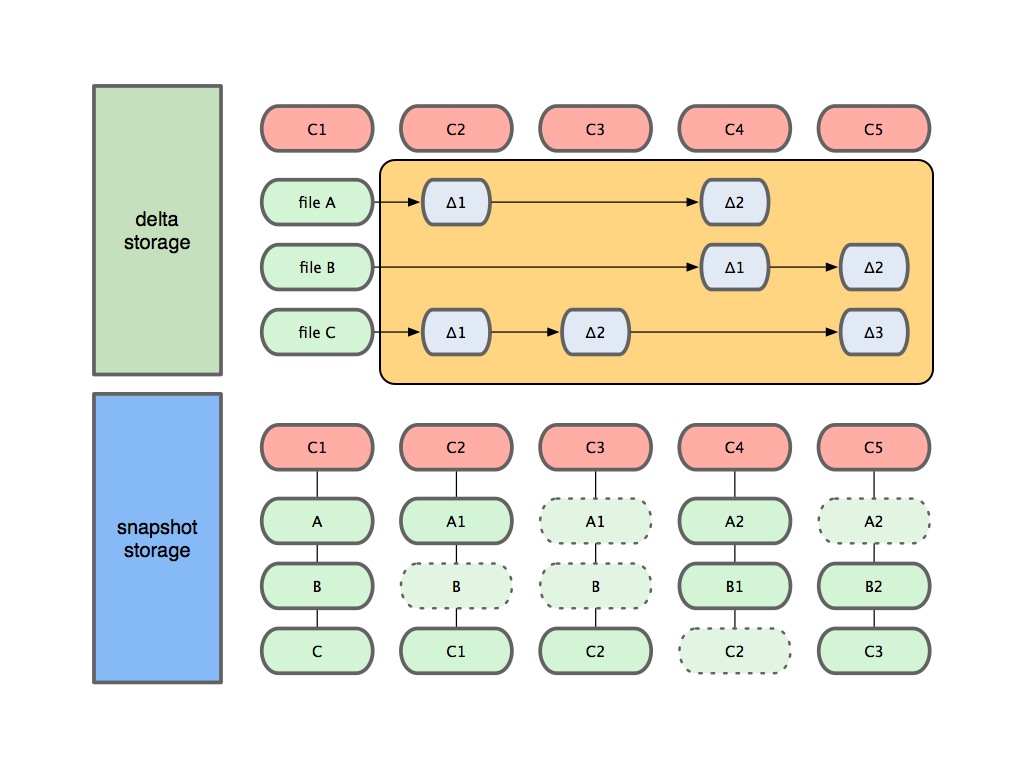 delta
storage
C1 C2 C3 C4 C5
file A Δ1 Δ2
file B Δ1 Δ2
file C Δ1 Δ2 Δ3
snapshot
storage
C1 C2 C3 C4 C5
A A1 A1 A2 A2
B B B B1 B2
C C1 C2 C2 C3